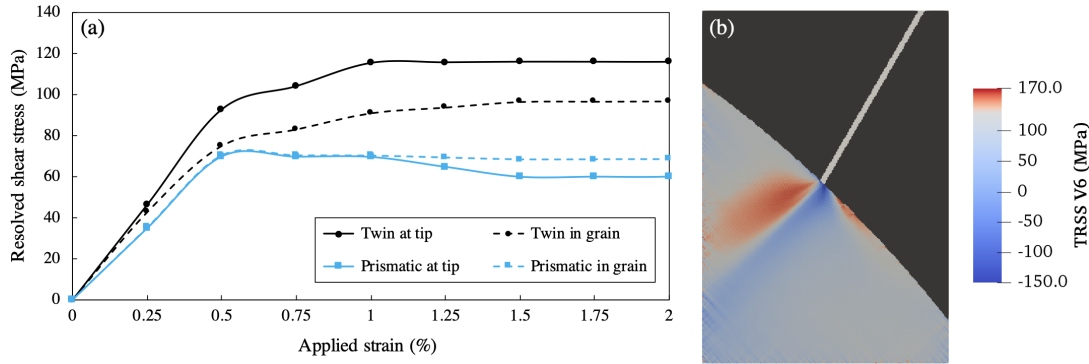 (a)
Resolved shear stress (MPa)
140
120
100
80
60
40
20
0
0 0.25 0.5 0.75 1 1.25 1.5 1.75 2
Applied strain (%)
Twin at tip Twin in grain
Prismatic at tip Prismatic in grain
(b)
170.0
100
50
0
-50
-100
-150.0
TRSS V6 (MPa)